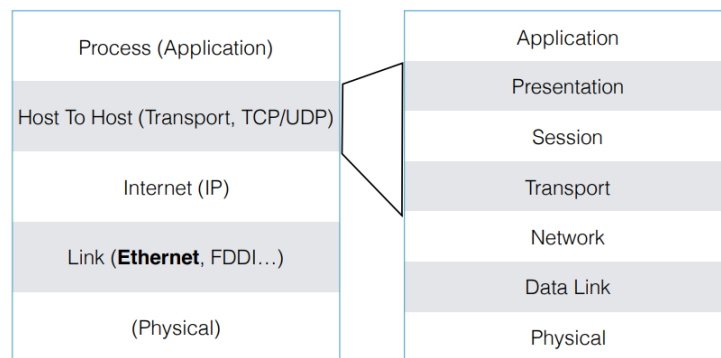 Process (Application)
Host To Host (Transport, TCP/UDP)
Internet (IP)
Link (Ethernet, FDDI…)
(Physical)
Application
Presentation
Session
Transport
Network
Data Link
Physical